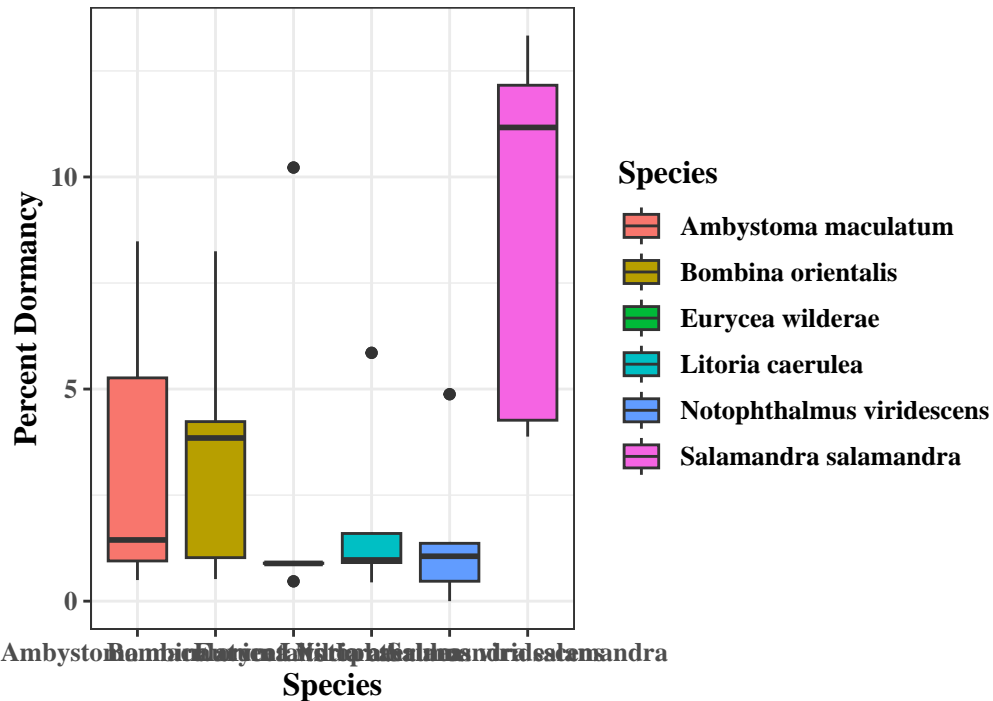 10
5
0
Percent Dormancy
Species
Species
Ambystoma maculatum
Bombina orientalis
Eurycea wilderae
Litoria caerulea
Notophthalmus viridescens
Salamandra salamandra